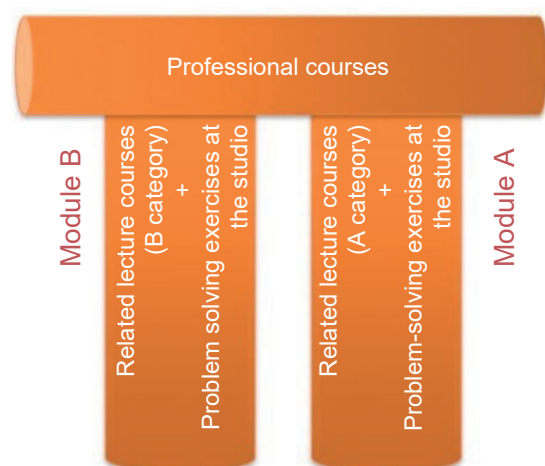 Professional courses
Module B
Related lecture courses
(B category)
+
Problem solving exercises at
the studio
Related lecture courses
(A category)
+
Problem-solving exercises at
the studio
Module A